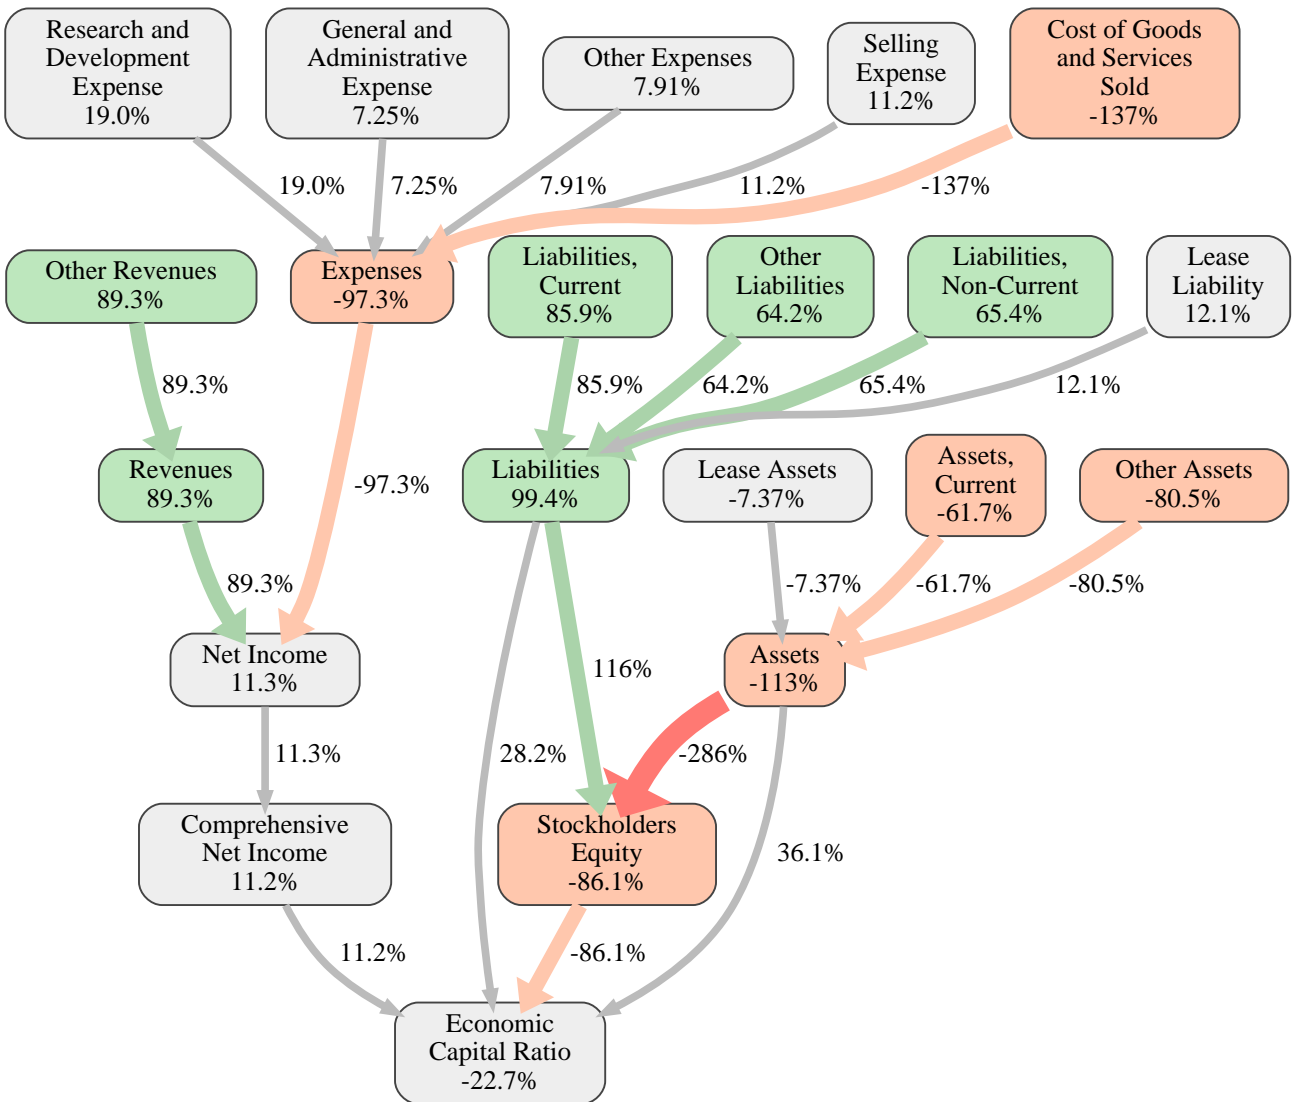 Research and
Development
Expense
19.0%
General and
Administrative
Expense
7.25%
Other Expenses
7.91%
Selling
Expense
11.2%
Cost of Goods
and Services
Sold
-137%
19.0%
7.25%
7.91%
11.2%
-137%
Other Revenues
89.3%
Expenses
-97.3%
Liabilities,
Current
85.9%
Other
Liabilities
64.2%
Liabilities,
Non-Current
65.4%
Lease
Liability
12.1%
89.3%
85.9%
64.2%
65.4%
12.1%
Revenues
89.3%
-97.3%
Liabilities
99.4%
Lease Assets
-7.37%
Assets,
Current
-61.7%
Other Assets
-80.5%
89.3%
-7.37%
-61.7%
-80.5%
Net Income
11.3%
116%
Assets
-113%
11.3%
28.2%
-286%
Comprehensive
Net Income
11.2%
Stockholders
Equity
-86.1%
36.1%
11.2%
-86.1%
Economic
Capital Ratio
-22.7%